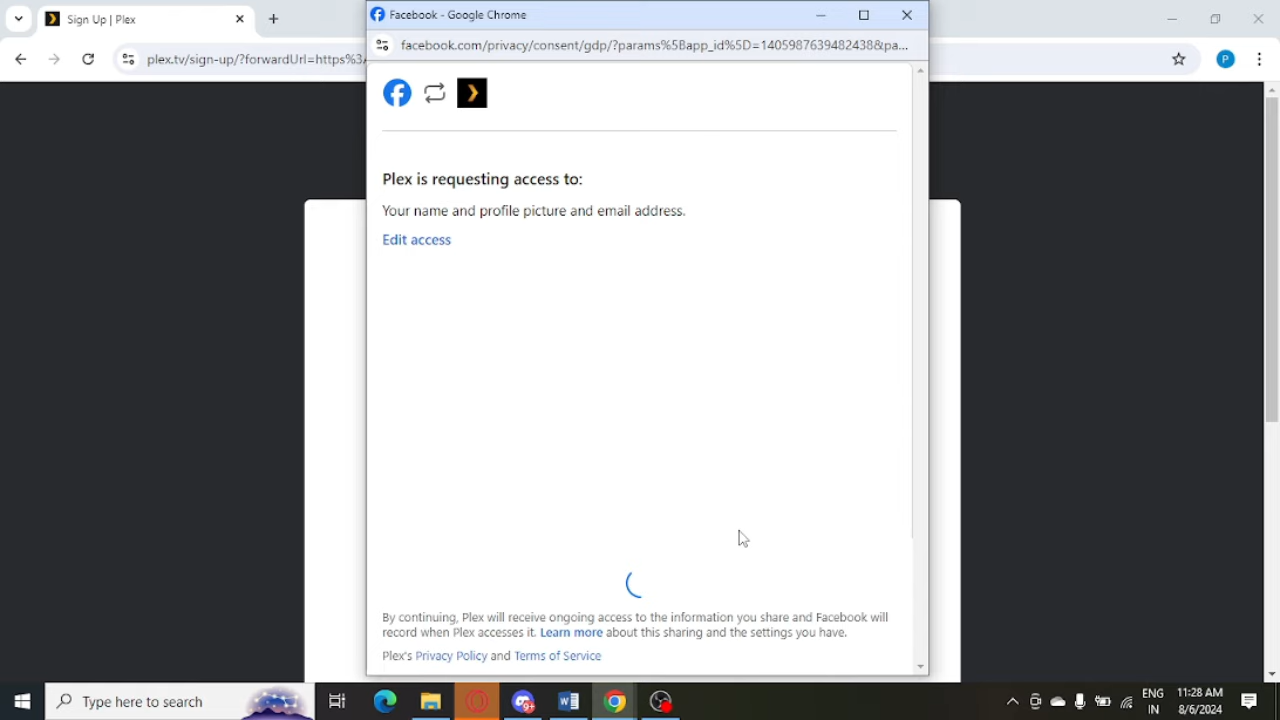 Sign Up | Plex
Facebook - Google Chrome
plex.tv/sign-up/?forwardUrl=https%3
facebook.com/privacy/consent/gdp/?params%5Bapp_id%5D=1405987639482438&pa...
P
Plex is requesting access to:
Your name and profile picture and email address.
Edit access
By continuing, Plex will receive ongoing access to the information you share and Facebook will
record when Plex accesses it. Learn more about this sharing and the settings you have.
Plex's Privacy Policy and Terms of Service
Type here to search
9+
ENG
IN
11:28 AM
8/6/2024